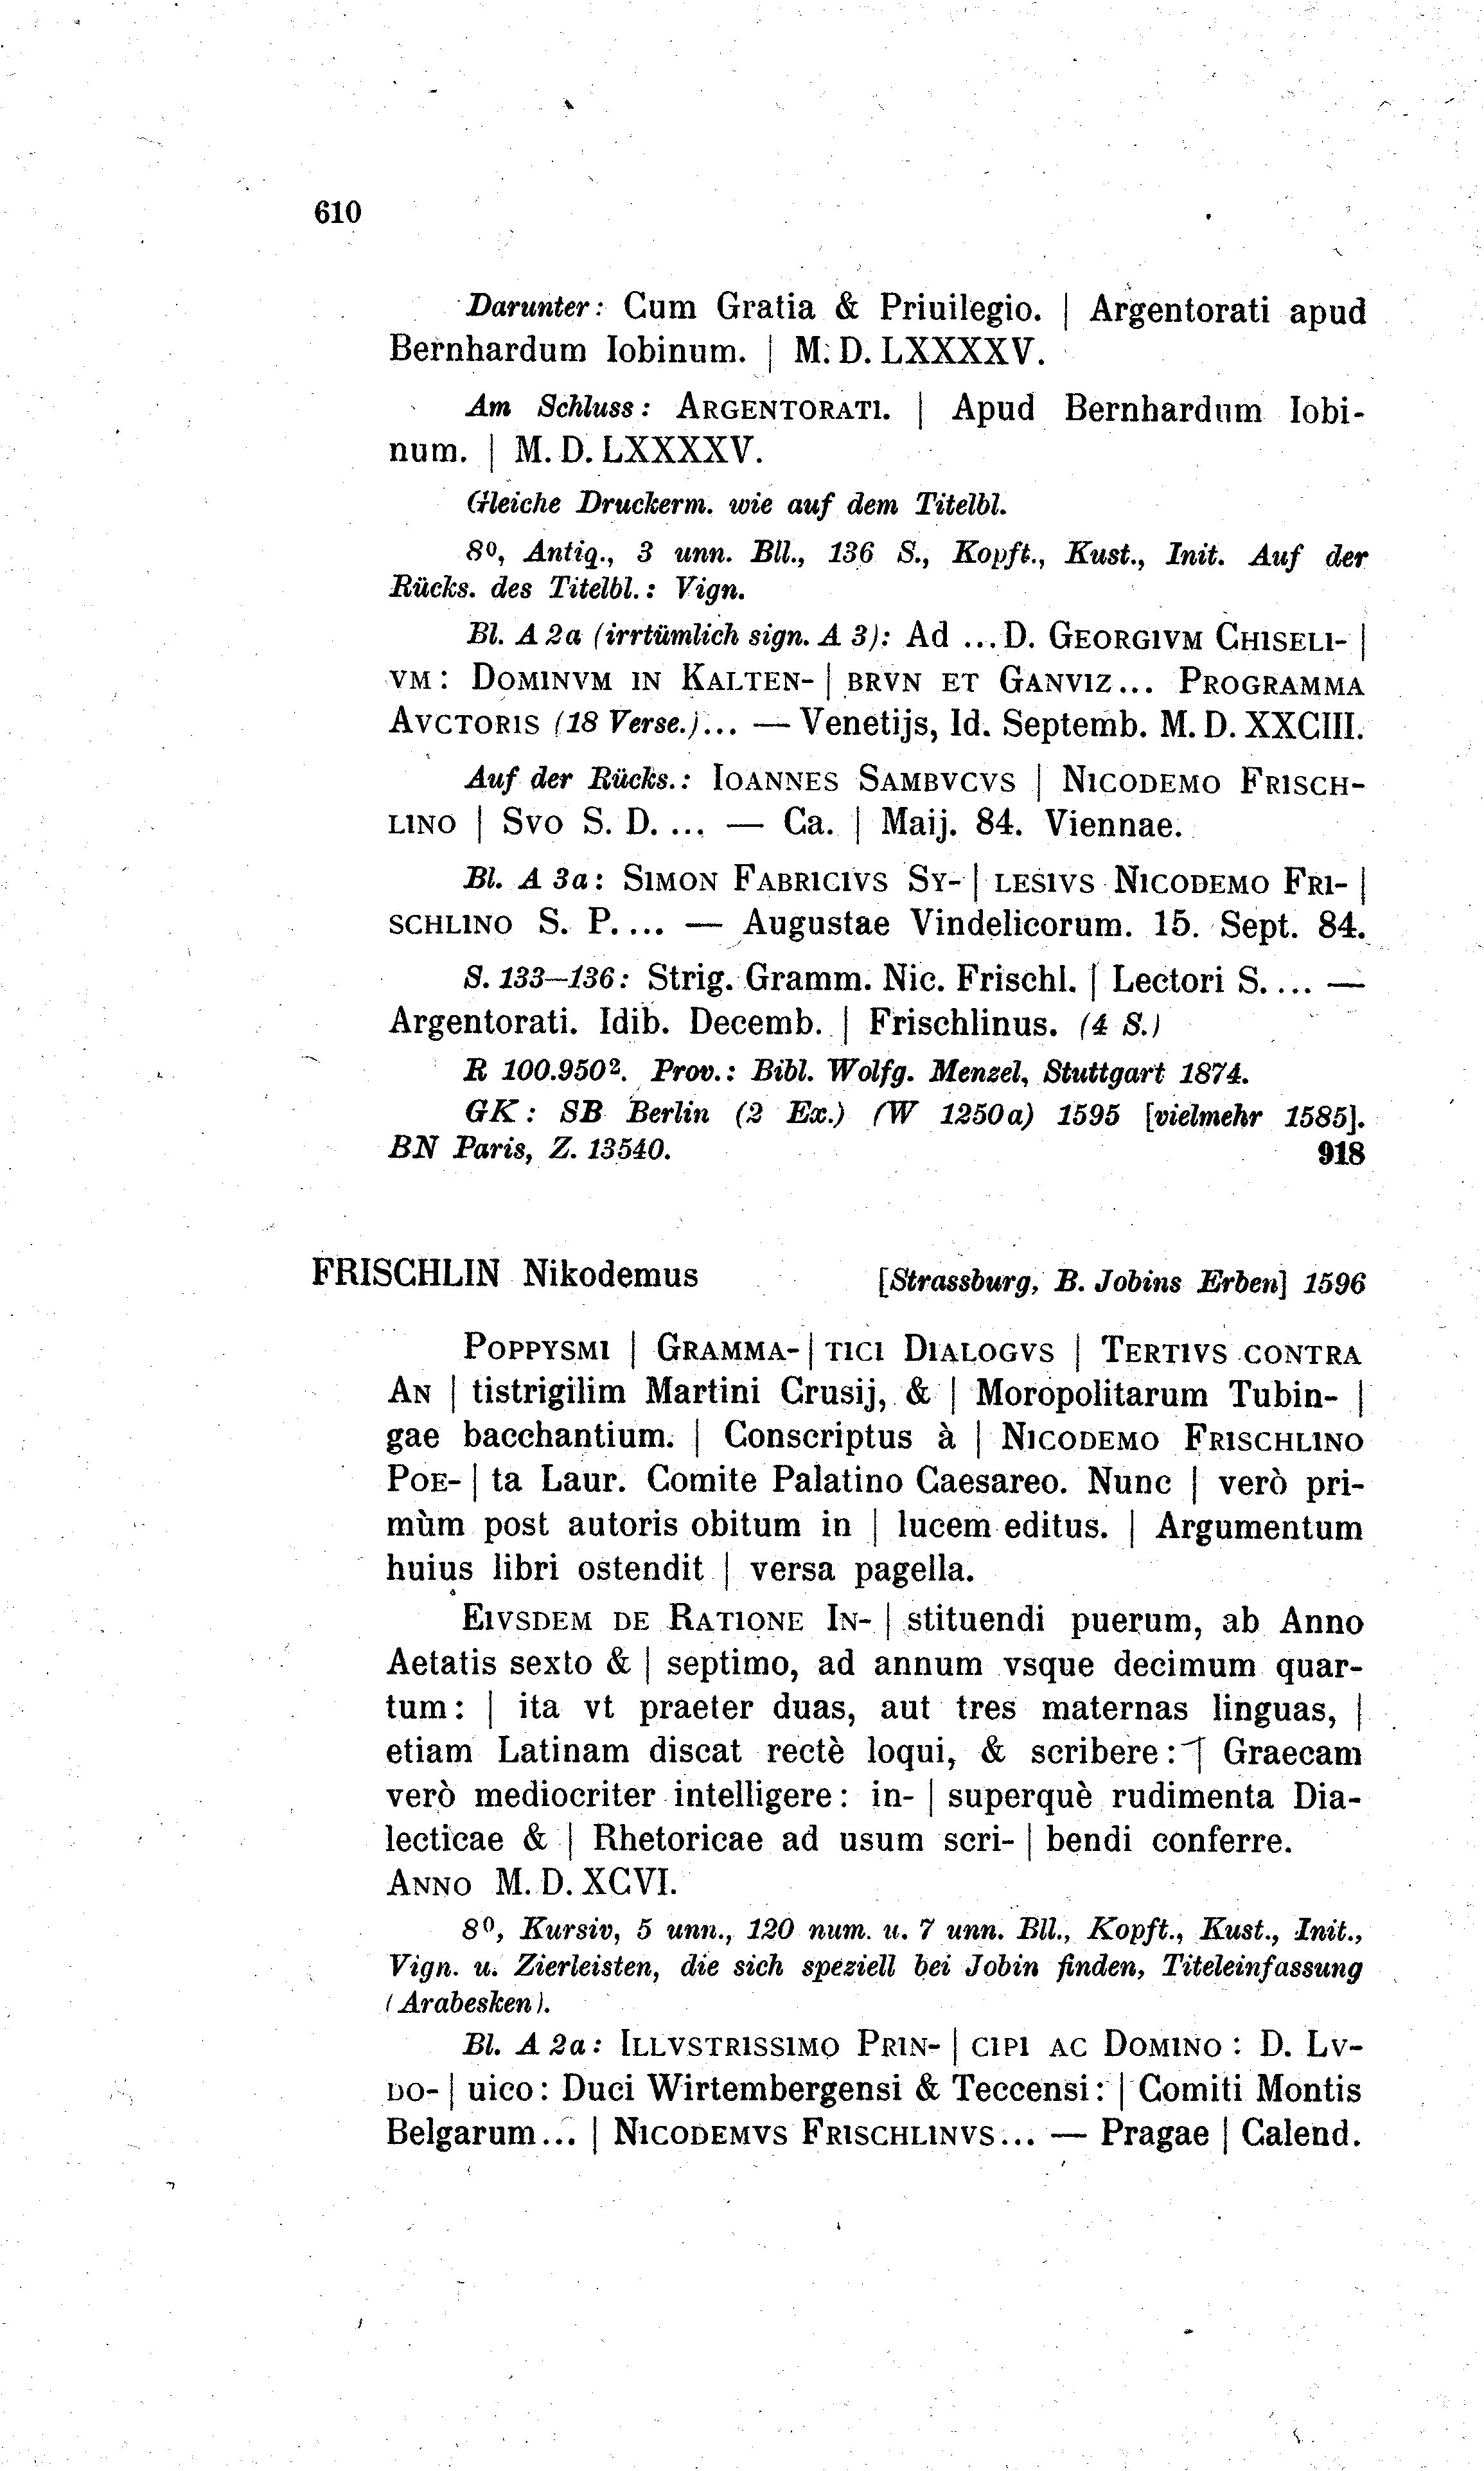 610
Darunter: Cum Gratia & Priuilegio. | Argentorati apud
Bernhardum Iobinum. | M. D. LXXXXV.
Am Schluss: ARGENTORATI. | Apud Bernhardum Iobi-
num. | M. D. LXXXXV.
Gleiche Druckerm. wie auf dem Titelbl.
8⁰, Antiq., 3 unn. Bll., 136 S., Kopft., Kust., Init. Auf der
Rücks. des Titelbl.: Vign.
Bl. A 2a (irrtümlich sign. A 3): Ad ... D. GEORGIVM CHISELI- |
VM: DOMINVM IN KALTEN- | BRVN ET GANVIZ... PROGRAMMA
AVCTORIS (18 Verse.)... — Venetijs, Id. Septemb. M. D. XXCIII.
Auf der Rücks.: IOANNES SAMBVCVS | NICODEMO FRISCH-
LINO | SVO S. D. ... — Ca. | Maij. 84. Viennae.
Bl. A 3a: SIMON FABRICIVS SY- | LESIVS NICODEMO FRI- |
SCHLINO S. P. ... — Augustae Vindelicorum. 15. Sept. 84.
S. 133—136: Strig. Gramm. Nic. Frischl. | Lectori S. ... —
Argentorati. Idib. Decemb. | Frischlinus. (4 S.)
R 100.950². Prov.: Bibl. Wolfg. Menzel, Stuttgart 1874.
GK: SB Berlin (2 Ex.) (W 1250a) 1595 [vielmehr 1585].
BN Paris, Z. 13540. 918
FRISCHLIN Nikodemus [Strassburg, B. Jobins Erben] 1596
POPPYSMI | GRAMMA- | TICI DIALOGVS | TERTIVS CONTRA
AN | tistrigilim Martini Crusij, & | Moropolitarum Tubin- |
gae bacchantium. | Conscriptus à | NICODEMO FRISCHLINO
POE- | ta Laur. Comite Palatino Caesareo. Nunc | verò pri-
mùm post autoris obitum in | lucem editus. | Argumentum
huius libri ostendit | versa pagella.
EIVSDEM DE RATIONE IN- | stituendi puerum, ab Anno
Aetatis sexto & | septimo, ad annum vsque decimum quar-
tum: | ita vt praeter duas, aut tres maternas linguas, |
etiam Latinam discat rectè loqui, & scribere: | Graecam
verò mediocriter intelligere: in- | superquè rudimenta Dia-
lecticae & | Rhetoricae ad usum scri- | bendi conferre.
ANNO M. D. XCVI.
8⁰, Kursiv, 5 unn., 120 num. u. 7 unn. Bll., Kopft., Kust., Init.,
Vign. u. Zierleisten, die sich speziell bei Jobin finden, Titeleinfassung
(Arabesken).
Bl. A 2a: ILLVSTRISSIMO PRIN- | CIPI AC DOMINO: D. LV-
DO- | uico: Duci Wirtembergensi & Teccensi: | Comiti Montis
Belgarum... | NICODEMVS FRISCHLINVS... — Pragae | Calend.